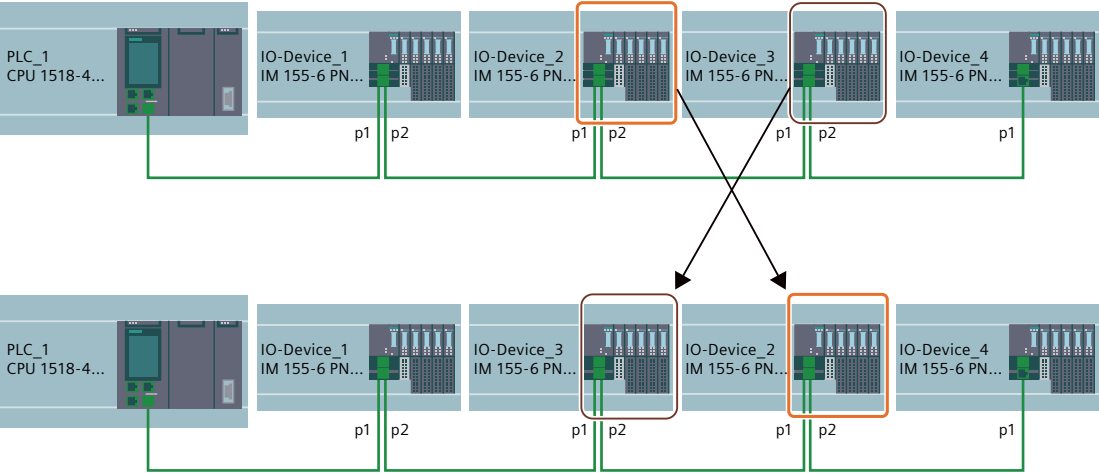 PLC_1
CPU 1518-4...
IO-Device_1
IM 155-6 PN...
IO-Device_2
IM 155-6 PN...
IO-Device_3
IM 155-6 PN...
IO-Device_4
IM 155-6 PN...
p1 p2 p1 p2 p1 p2 p1
PLC_1
CPU 1518-4...
IO-Device_1
IM 155-6 PN...
IO-Device_3
IM 155-6 PN...
IO-Device_2
IM 155-6 PN...
IO-Device_4
IM 155-6 PN...
p1 p2 p1 p2 p1 p2 p1